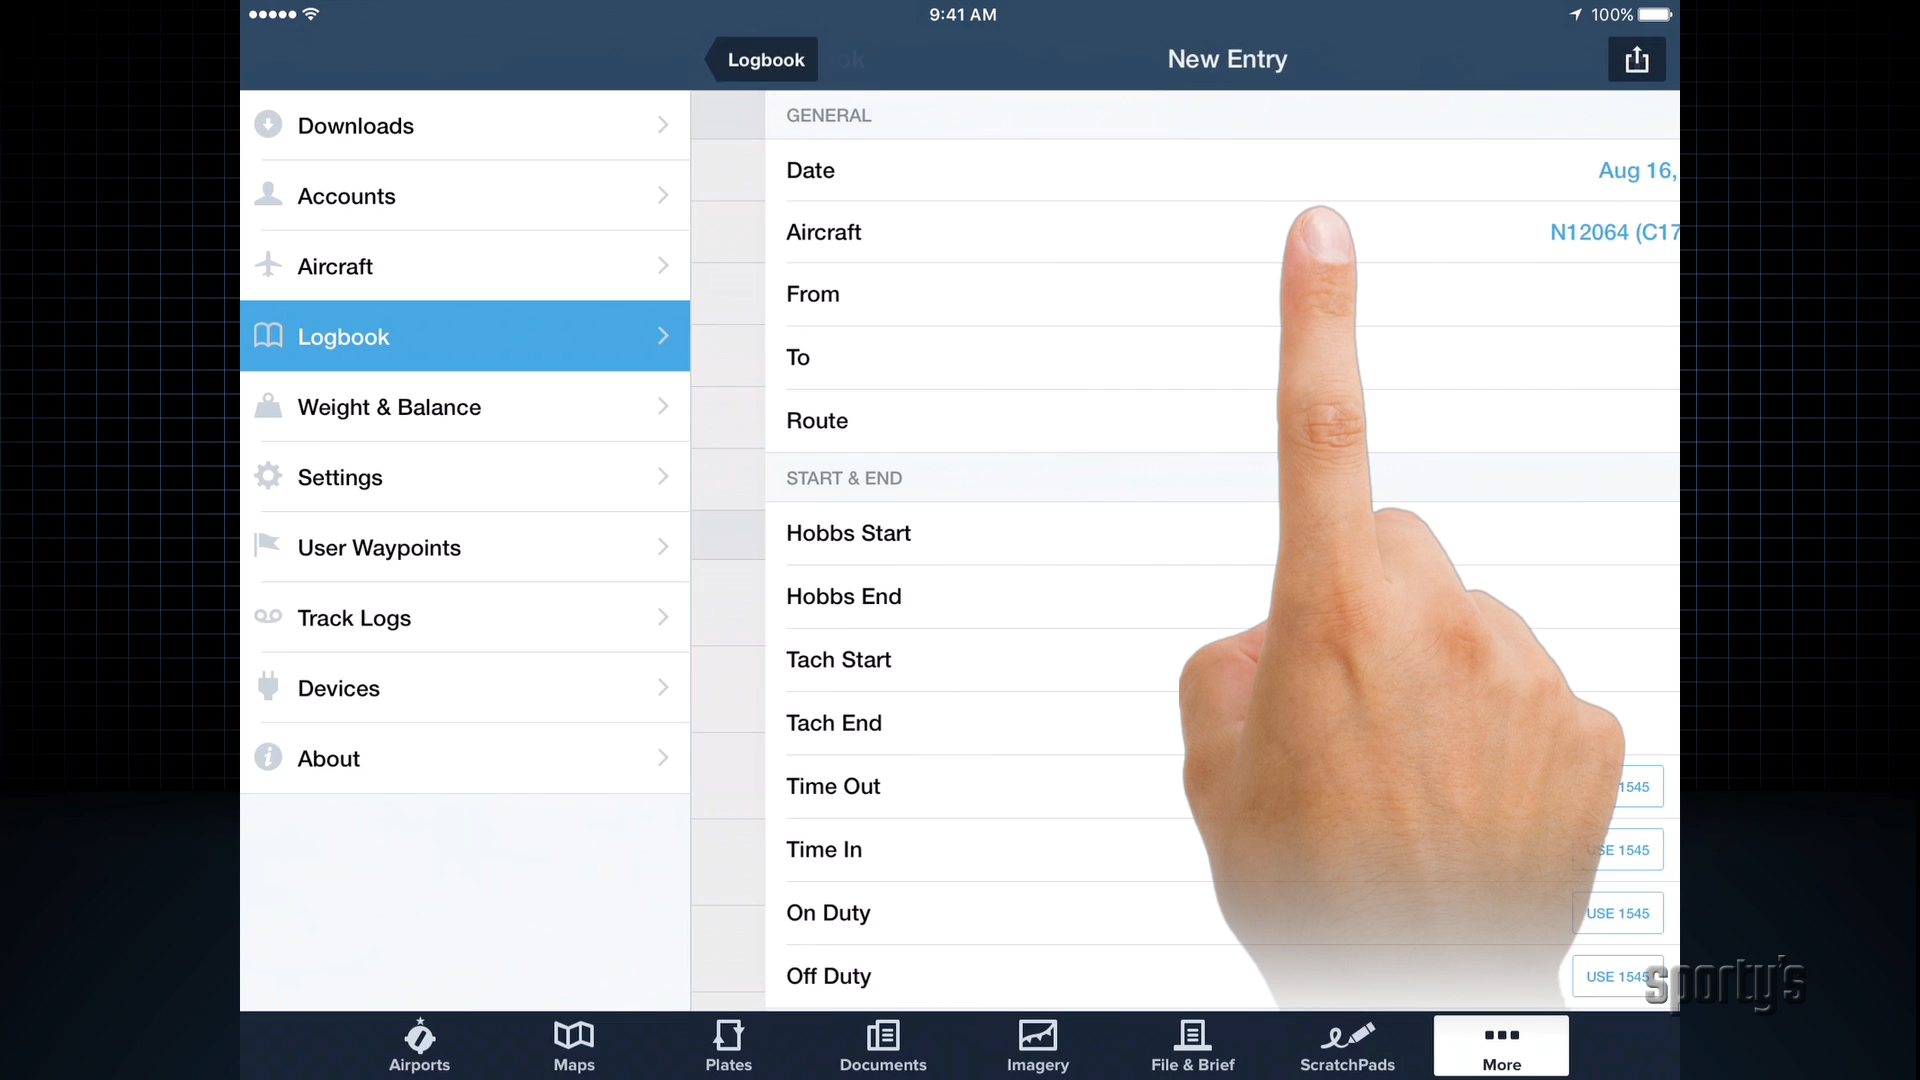 9:41 AM
100%
Logbook
New Entry
Downloads
Accounts
Aircraft
Logbook
Weight & Balance
Settings
User Waypoints
Track Logs
Devices
About
GENERAL
Date Aug 16,
Aircraft N12064 (C17
From
To
Route
START & END
Hobbs Start
Hobbs End
Tach Start
Tach End
Time Out 1545
Time In USE 1545
On Duty USE 1545
Off Duty USE 1545
sporty's
Airports Maps Plates Documents Imagery File & Brief ScratchPads More